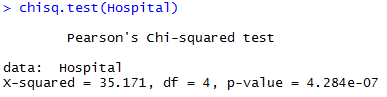 > chisq.test(Hospital)
Pearson's Chi-squared test
data:  Hospital
X-squared = 35.171, df = 4, p-value = 4.284e-07